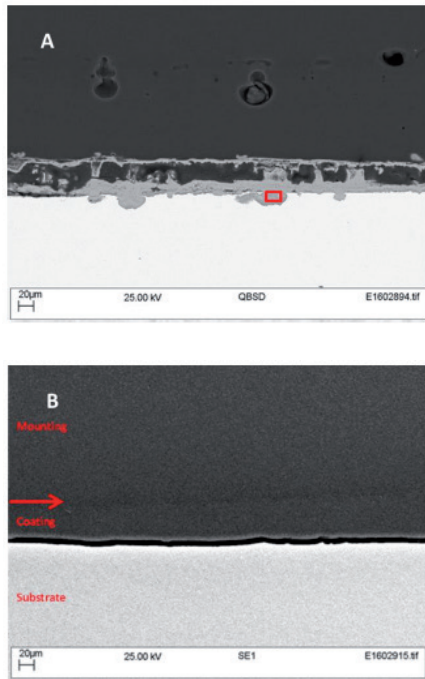 A
20µm 25.00 kV QBSD E1602894.tif
B
Mounting
Coating
Substrate
20µm 25.00 kV SE1 E1602915.tif